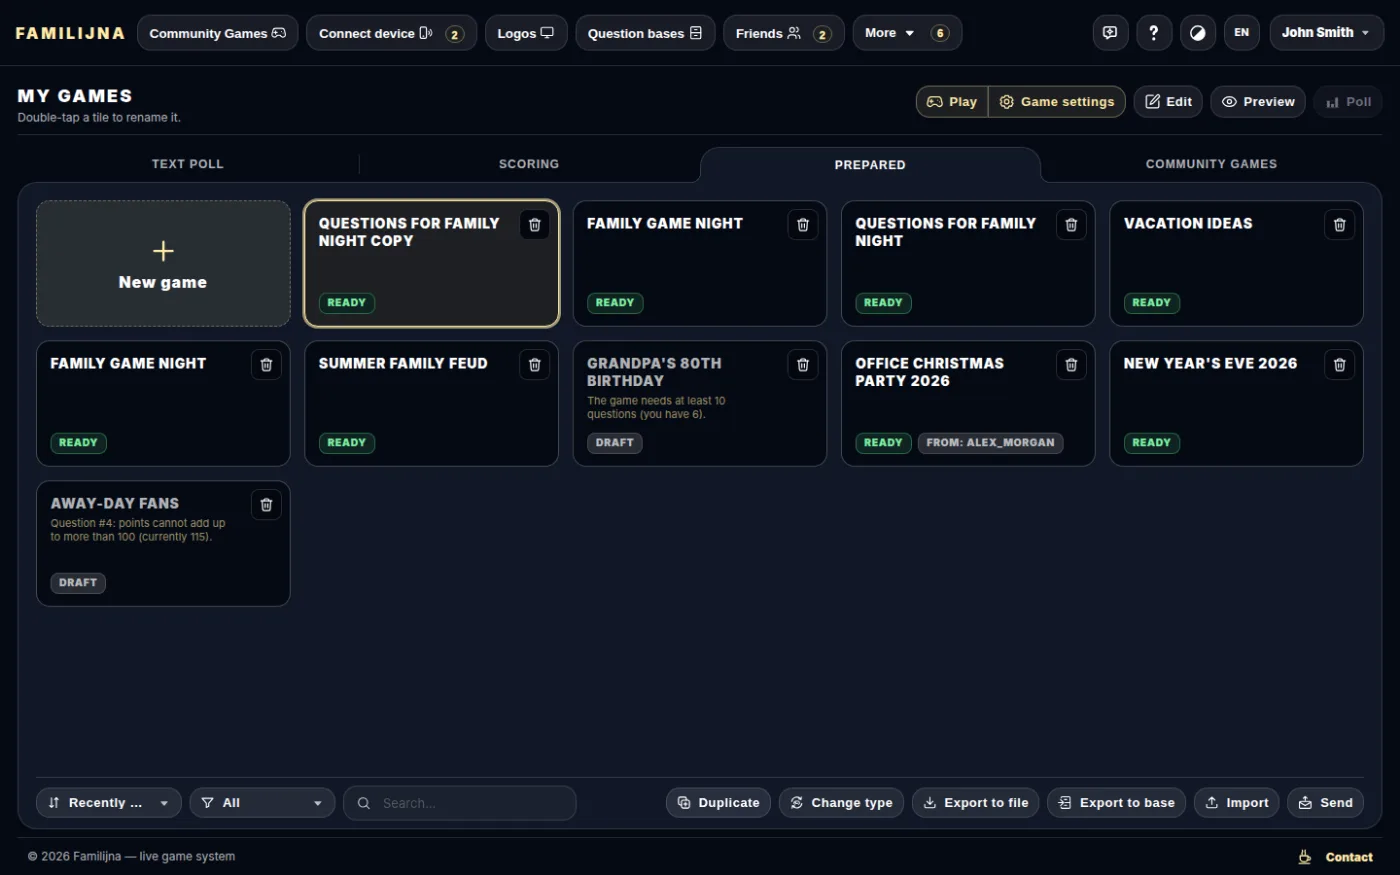 FAMILIJNA
Community Games
Connect device 2
Logos
Question bases
Friends 2
More 6
?
EN
John Smith
MY GAMES
Double-tap a tile to rename it.
Play
Game settings
Edit
Preview
Poll
TEXT POLL
SCORING
PREPARED
COMMUNITY GAMES
New game
QUESTIONS FOR FAMILY
NIGHT COPY
READY
FAMILY GAME NIGHT
READY
QUESTIONS FOR FAMILY
NIGHT
READY
VACATION IDEAS
READY
FAMILY GAME NIGHT
READY
SUMMER FAMILY FEUD
READY
GRANDPA'S 80TH
BIRTHDAY
The game needs at least 10
questions (you have 6).
DRAFT
OFFICE CHRISTMAS
PARTY 2026
READY
FROM: ALEX_MORGAN
NEW YEAR'S EVE 2026
READY
AWAY-DAY FANS
Question #4: points cannot add up
to more than 100 (currently 115).
DRAFT
Recently ...
All
Search...
Duplicate
Change type
Export to file
Export to base
Import
Send
© 2026 Familijna — live game system
Contact